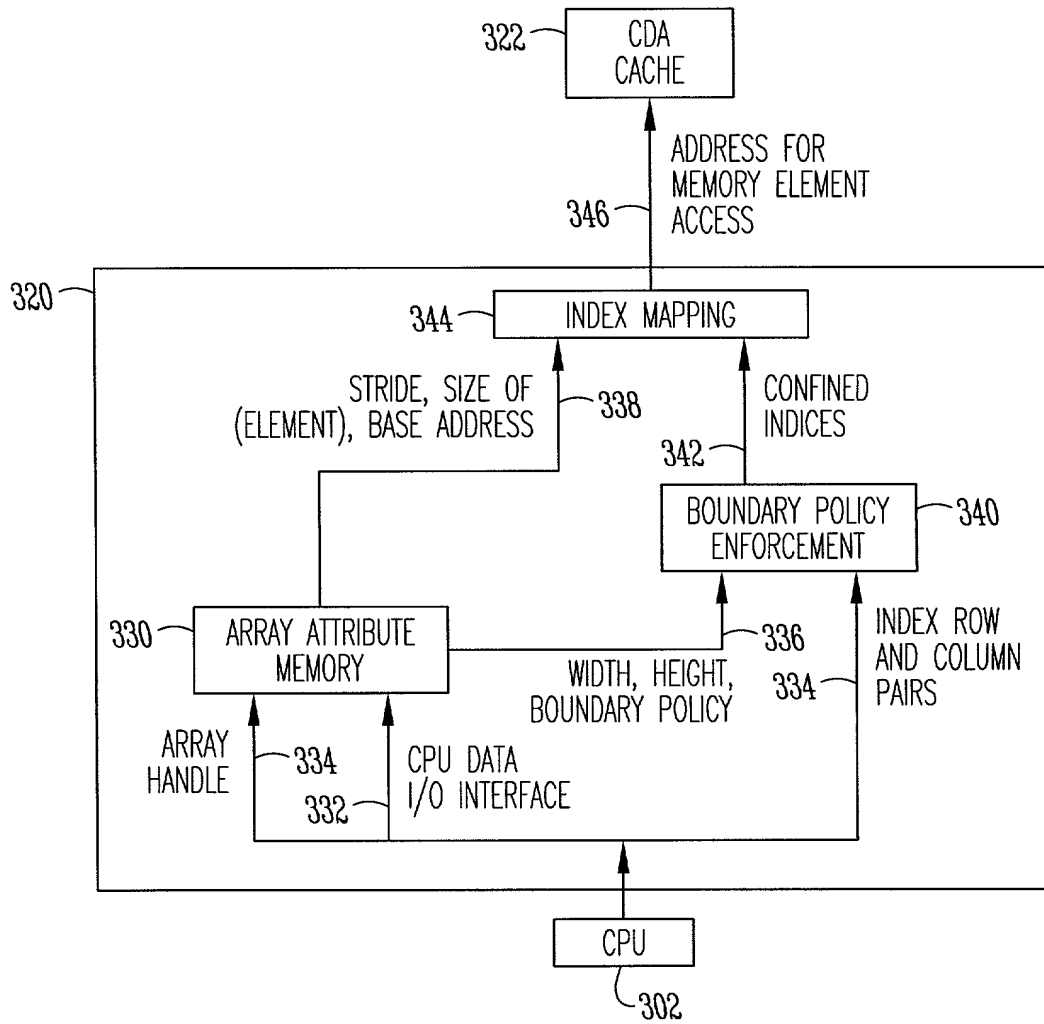 322
CDA
CACHE
ADDRESS FOR
MEMORY ELEMENT
ACCESS
346
320
344
INDEX MAPPING
STRIDE, SIZE OF
(ELEMENT), BASE ADDRESS
338
CONFINED
INDICES
342
BOUNDARY POLICY
ENFORCEMENT
340
330
ARRAY ATTRIBUTE
MEMORY
336
WIDTH, HEIGHT,
BOUNDARY POLICY
INDEX ROW
AND COLUMN
PAIRS
334
ARRAY
HANDLE
334
332
CPU DATA
I/O INTERFACE
CPU
302